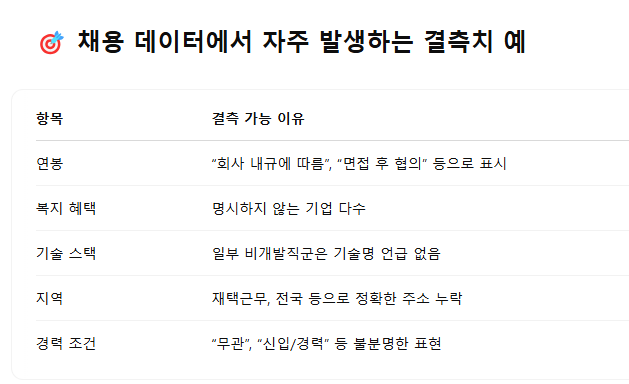 🎯 채용 데이터에서 자주 발생하는 결측치 예
항목 결측 가능 이유
연봉 “회사 내규에 따름”, “면접 후 협의” 등으로 표시
복지 혜택 명시하지 않는 기업 다수
기술 스택 일부 비개발직군은 기술명 언급 없음
지역 재택근무, 전국 등으로 정확한 주소 누락
경력 조건 “무관”, “신입/경력” 등 불분명한 표현